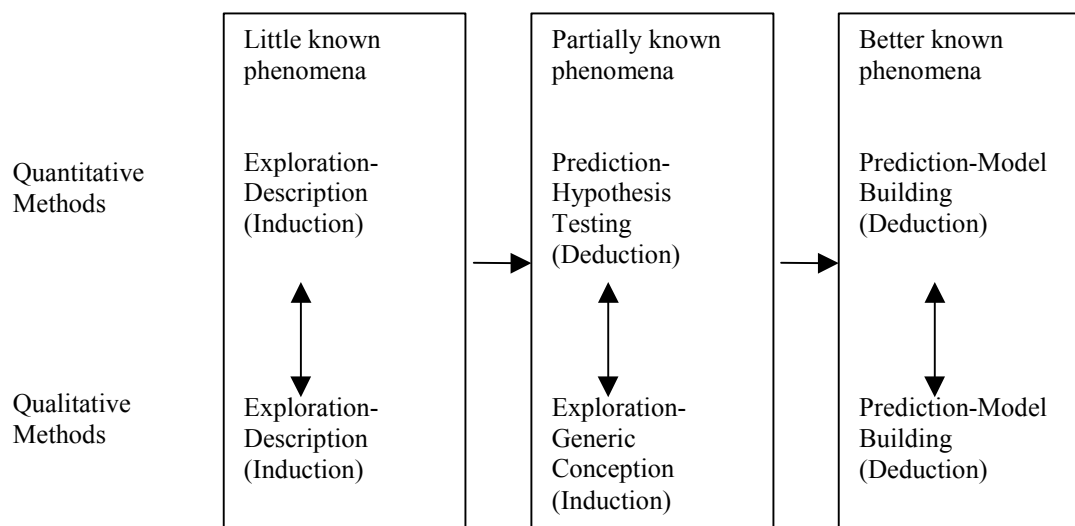 Little known
phenomena
Partially known
phenomena
Better known
phenomena
Quantitative
Methods
Exploration-
Description
(Induction)
Prediction-
Hypothesis
Testing
(Deduction)
Prediction-Model
Building
(Deduction)
Qualitative
Methods
Exploration-
Description
(Induction)
Exploration-
Generic
Conception
(Induction)
Prediction-Model
Building
(Deduction)